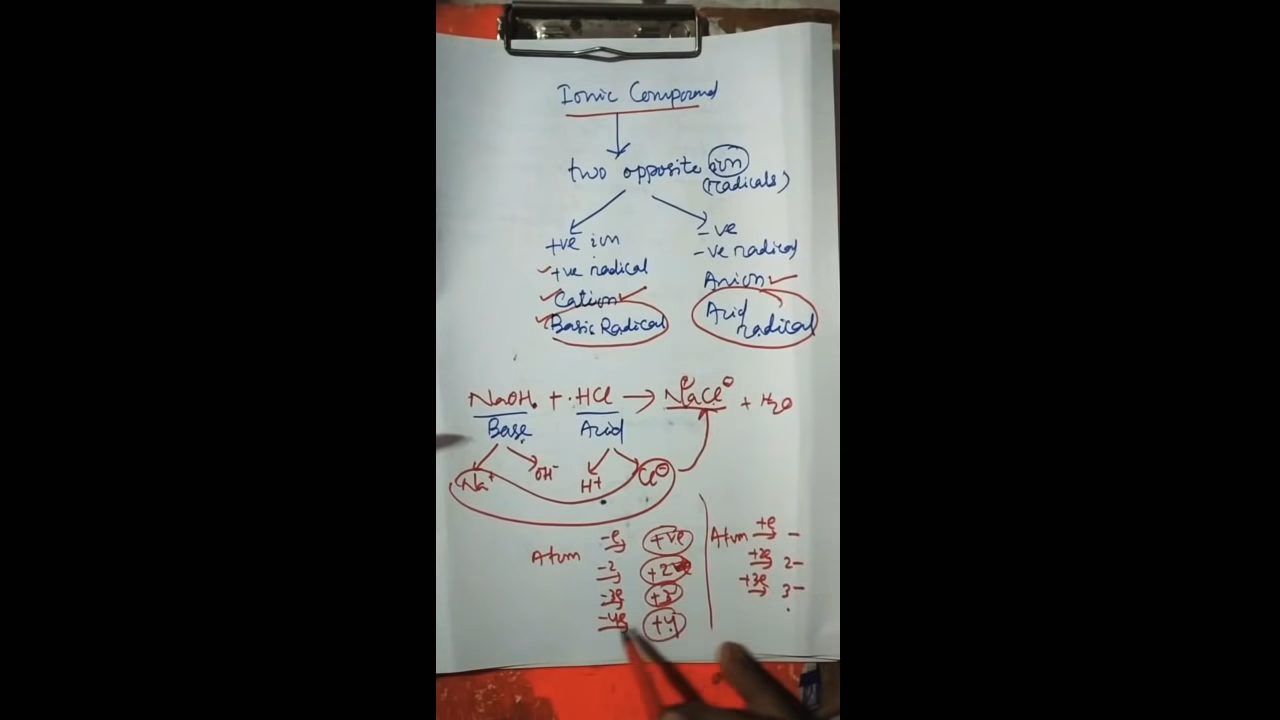 Ionic Compound
two opposite ion
(radicals)
+ve ion
+ve radical
Cation
Basic Radical
-ve
-ve radical
Anion
Acid
radical
NaOH + HCl → NaCl + H2O
Base Acid
Na+ OH- H+ Cl⊖
Atom
-e → +ve
-2 → +2
-3e → +3
-4e → +4
Atom +e → -
+2e → 2-
+3e → 3-